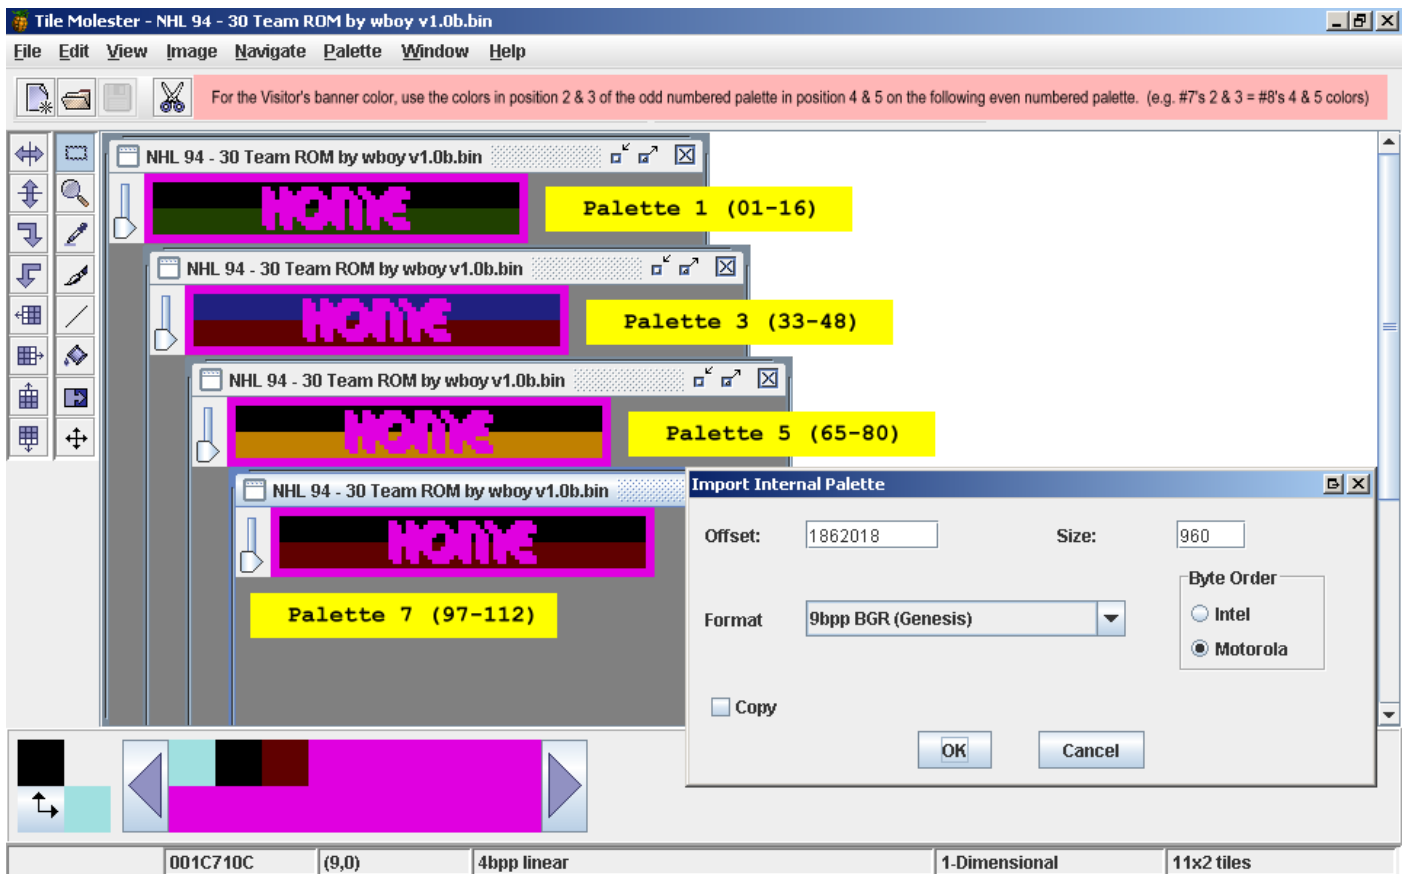 Tile Molester - NHL 94 - 30 Team ROM by wboy v1.0b.bin
File Edit View Image Navigate Palette Window Help
For the Visitor's banner color, use the colors in position 2 & 3 of the odd numbered palette in position 4 & 5 on the following even numbered palette. (e.g. #7's 2 & 3 = #8's 4 & 5 colors)
NHL 94 - 30 Team ROM by wboy v1.0b.bin
HOME
Palette 1 (01-16)
NHL 94 - 30 Team ROM by wboy v1.0b.bin
HOME
Palette 3 (33-48)
NHL 94 - 30 Team ROM by wboy v1.0b.bin
HOME
Palette 5 (65-80)
NHL 94 - 30 Team ROM by wboy v1.0b.bin
HOME
Palette 7 (97-112)
Import Internal Palette
Offset: 1862018 Size: 960
Byte Order
Format 9bpp BGR (Genesis) Intel
Motorola
Copy
OK Cancel
001C710C (9,0) 4bpp linear 1-Dimensional 11x2 tiles